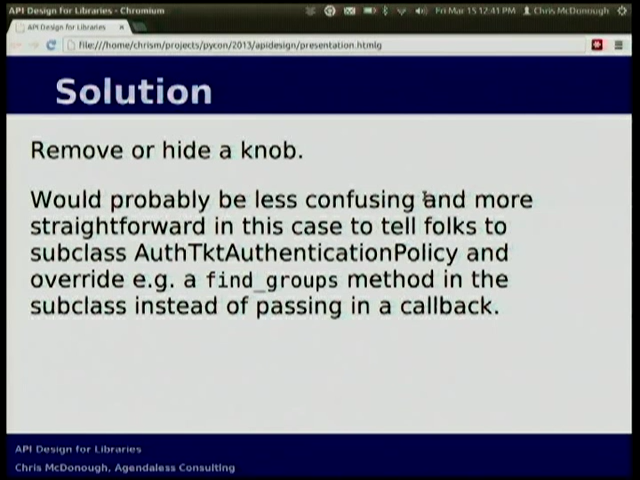 API Design for Libraries - Chromium
Fri Mar 15 12:41 PM Chris McDonough
API Design for Libraries
file:///home/chrism/projects/pycon/2013/apidesign/presentation.html
Solution
Remove or hide a knob.
Would probably be less confusing and more
straightforward in this case to tell folks to
subclass AuthTktAuthenticationPolicy and
override e.g. a find_groups method in the
subclass instead of passing in a callback.
API Design for Libraries
Chris McDonough, Agendaless Consulting